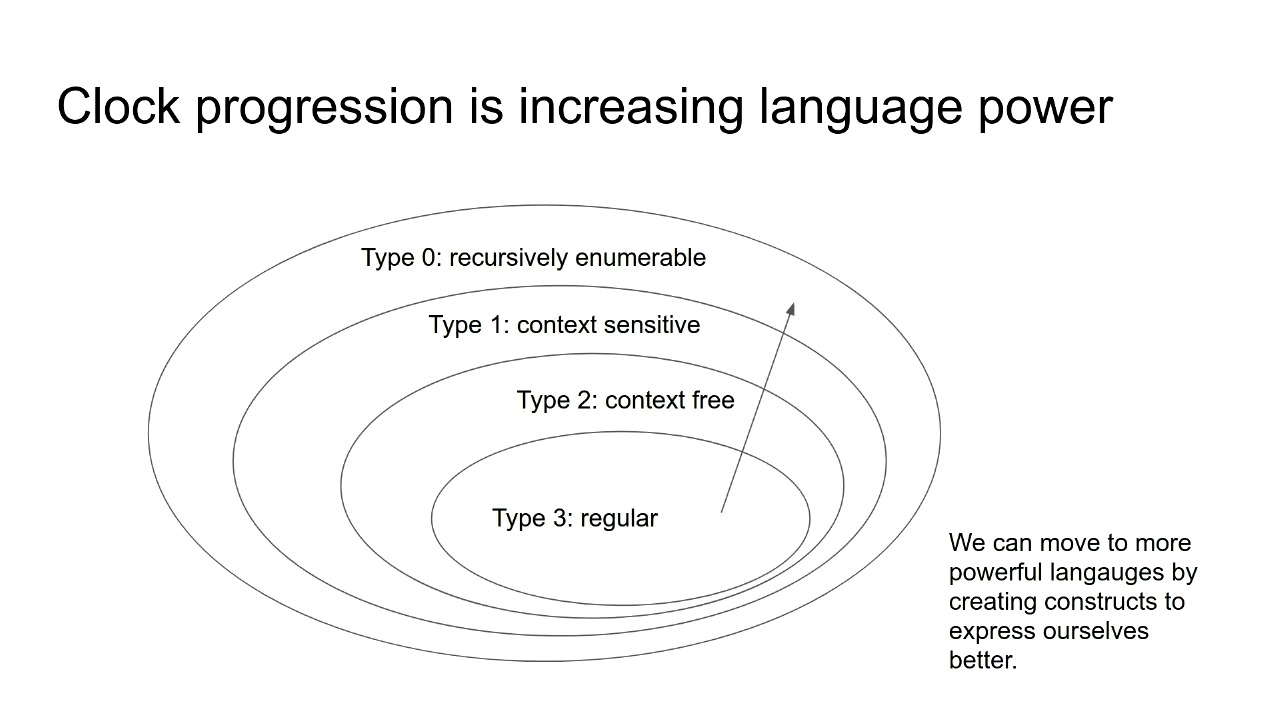 Clock progression is increasing language power
Type 0: recursively enumerable
Type 1: context sensitive
Type 2: context free
Type 3: regular
We can move to more
powerful langauges by
creating constructs to
express ourselves
better.